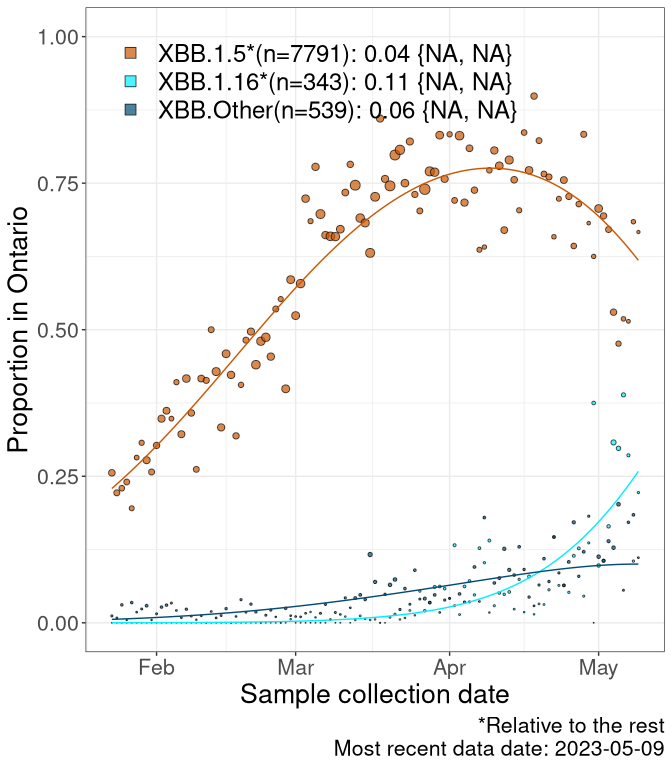 1.00
XBB.1.5*(n=7791): 0.04 {NA, NA}
XBB.1.16*(n=343): 0.11 {NA, NA}
XBB.Other(n=539): 0.06 {NA, NA}
0.75
0.50
0.25
0.00
Proportion in Ontario
Feb Mar Apr May
Sample collection date
*Relative to the rest
Most recent data date: 2023-05-09